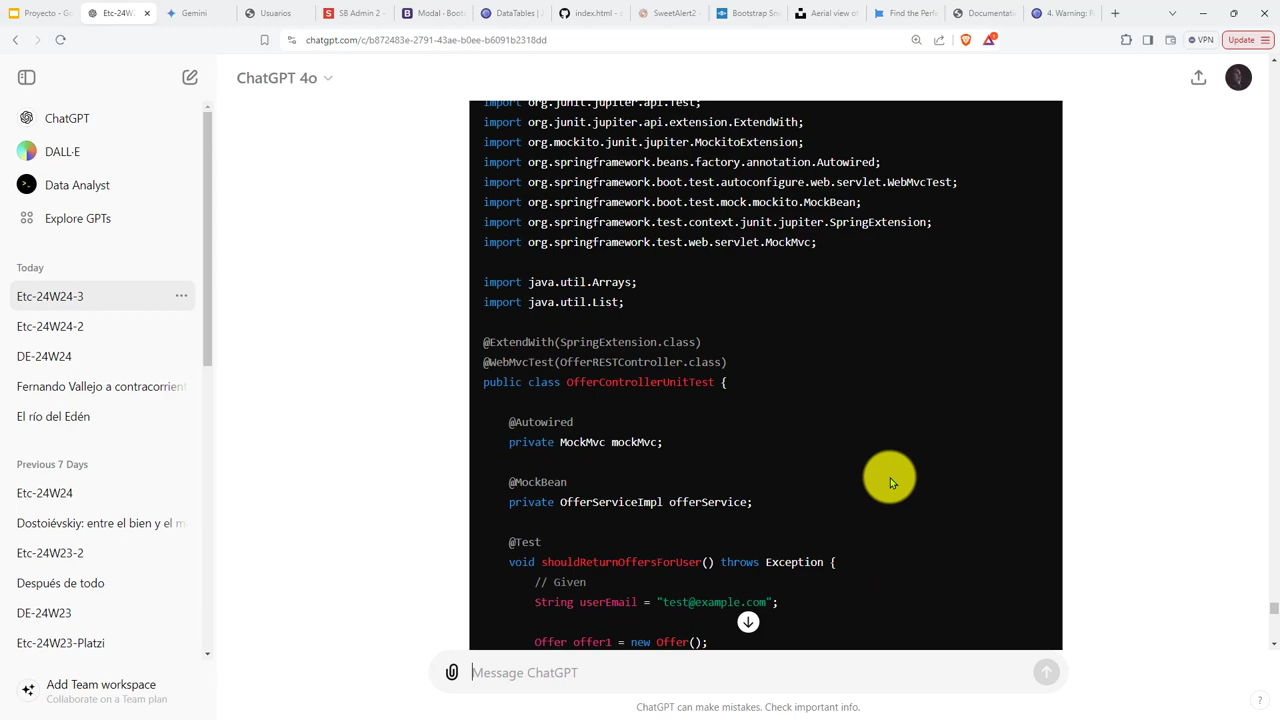 Proyecto - G
Etc-24W
Gemini
Usuarios
SB Admin 2 -
Modal · Boots
DataTables | 
index.html - 
SweetAlert2 -
Bootstrap Sn
Aerial view o
Find the Perf
Documentati
4. Warning: R
chatgpt.com/c/b872483e-2791-43ae-b0ee-b6091b2318dd
VPN
Update
ChatGPT 4o
ChatGPT
DALL·E
Data Analyst
Explore GPTs
Today
Etc-24W24-3
Etc-24W24-2
DE-24W24
Fernando Vallejo a contracorrient
El río del Edén
Previous 7 Days
Etc-24W24
Dostoiévskiy: entre el bien y el m
Etc-24W23-2
Después de todo
DE-24W23
Etc-24W23-Platzi
Add Team workspace
Collaborate on a Team plan
import org.junit.jupiter.api.Test;
import org.junit.jupiter.api.extension.ExtendWith;
import org.mockito.junit.jupiter.MockitoExtension;
import org.springframework.beans.factory.annotation.Autowired;
import org.springframework.boot.test.autoconfigure.web.servlet.WebMvcTest;
import org.springframework.boot.test.mock.mockito.MockBean;
import org.springframework.test.context.junit.jupiter.SpringExtension;
import org.springframework.test.web.servlet.MockMvc;
import java.util.Arrays;
import java.util.List;
@ExtendWith(SpringExtension.class)
@WebMvcTest(OfferRESTController.class)
public class OfferControllerUnitTest {
@Autowired
private MockMvc mockMvc;
@MockBean
private OfferServiceImpl offerService;
@Test
void shouldReturnOffersForUser() throws Exception {
// Given
String userEmail = "test@example.com";
Offer offer1 = new Offer();
Message ChatGPT
ChatGPT can make mistakes. Check important info.
?